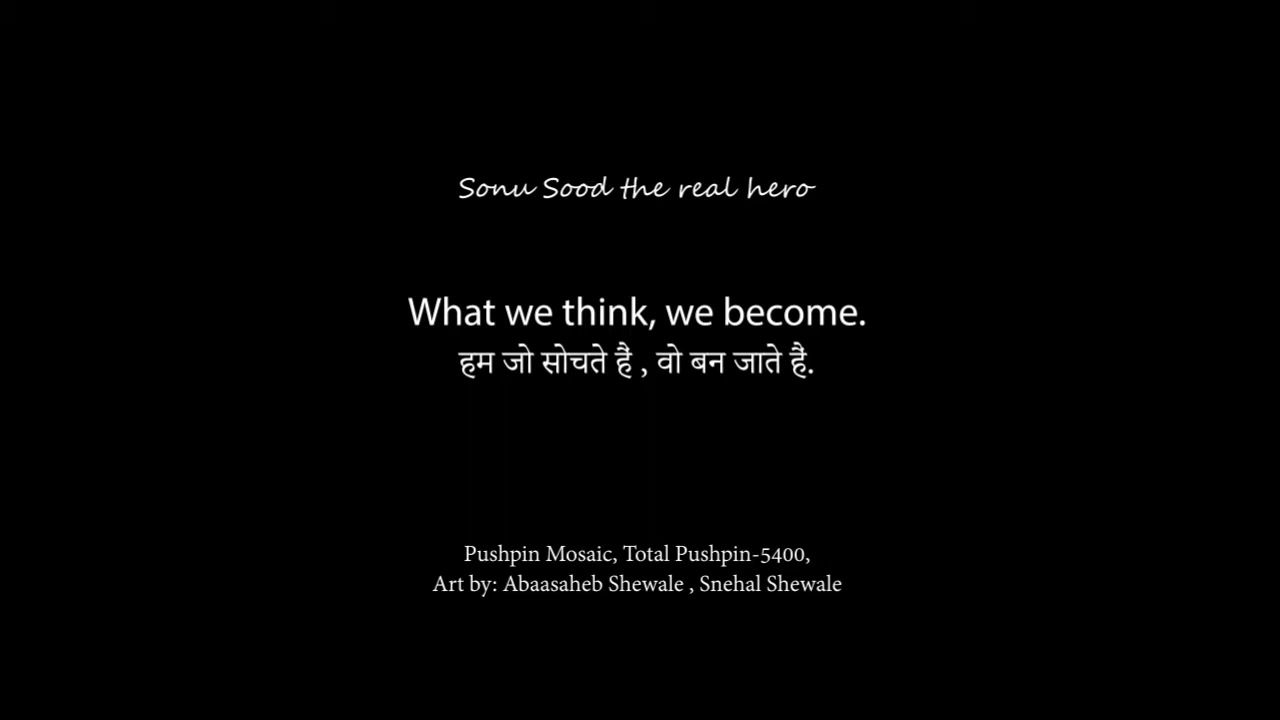 Sonu Sood the real hero
What we think, we become.
हम जो सोचते हैं , वो बन जाते हैं.
Pushpin Mosaic, Total Pushpin-5400,
Art by: Abaasaheb Shewale , Snehal Shewale